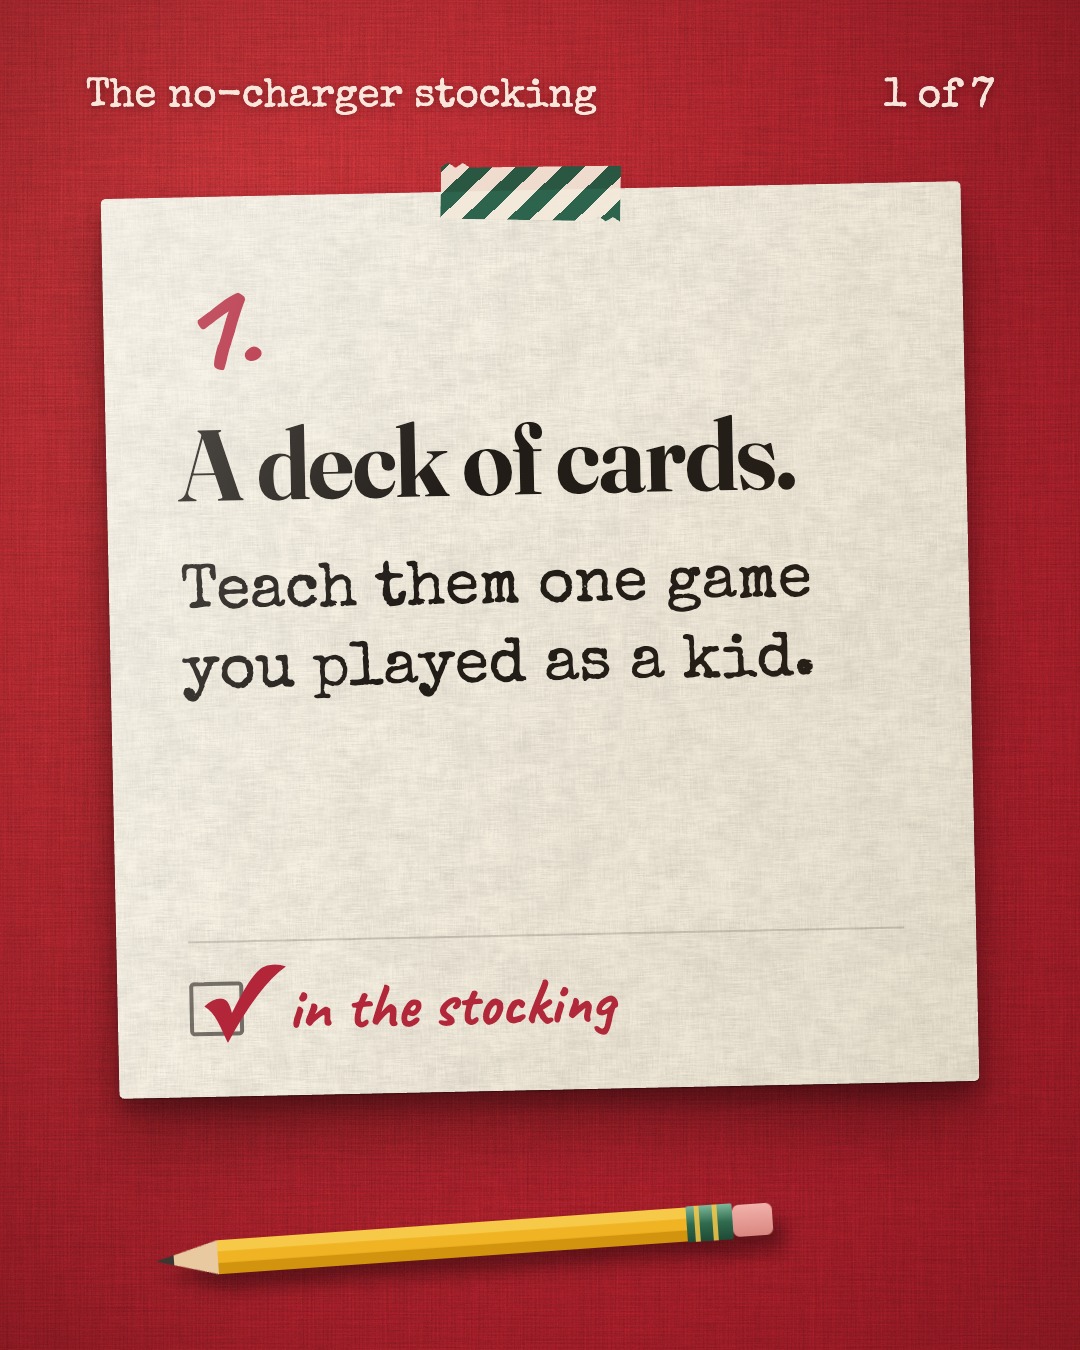 The no-charger stocking
1 of 7
1.
A deck of cards.
Teach them one game
you played as a kid.
in the stocking